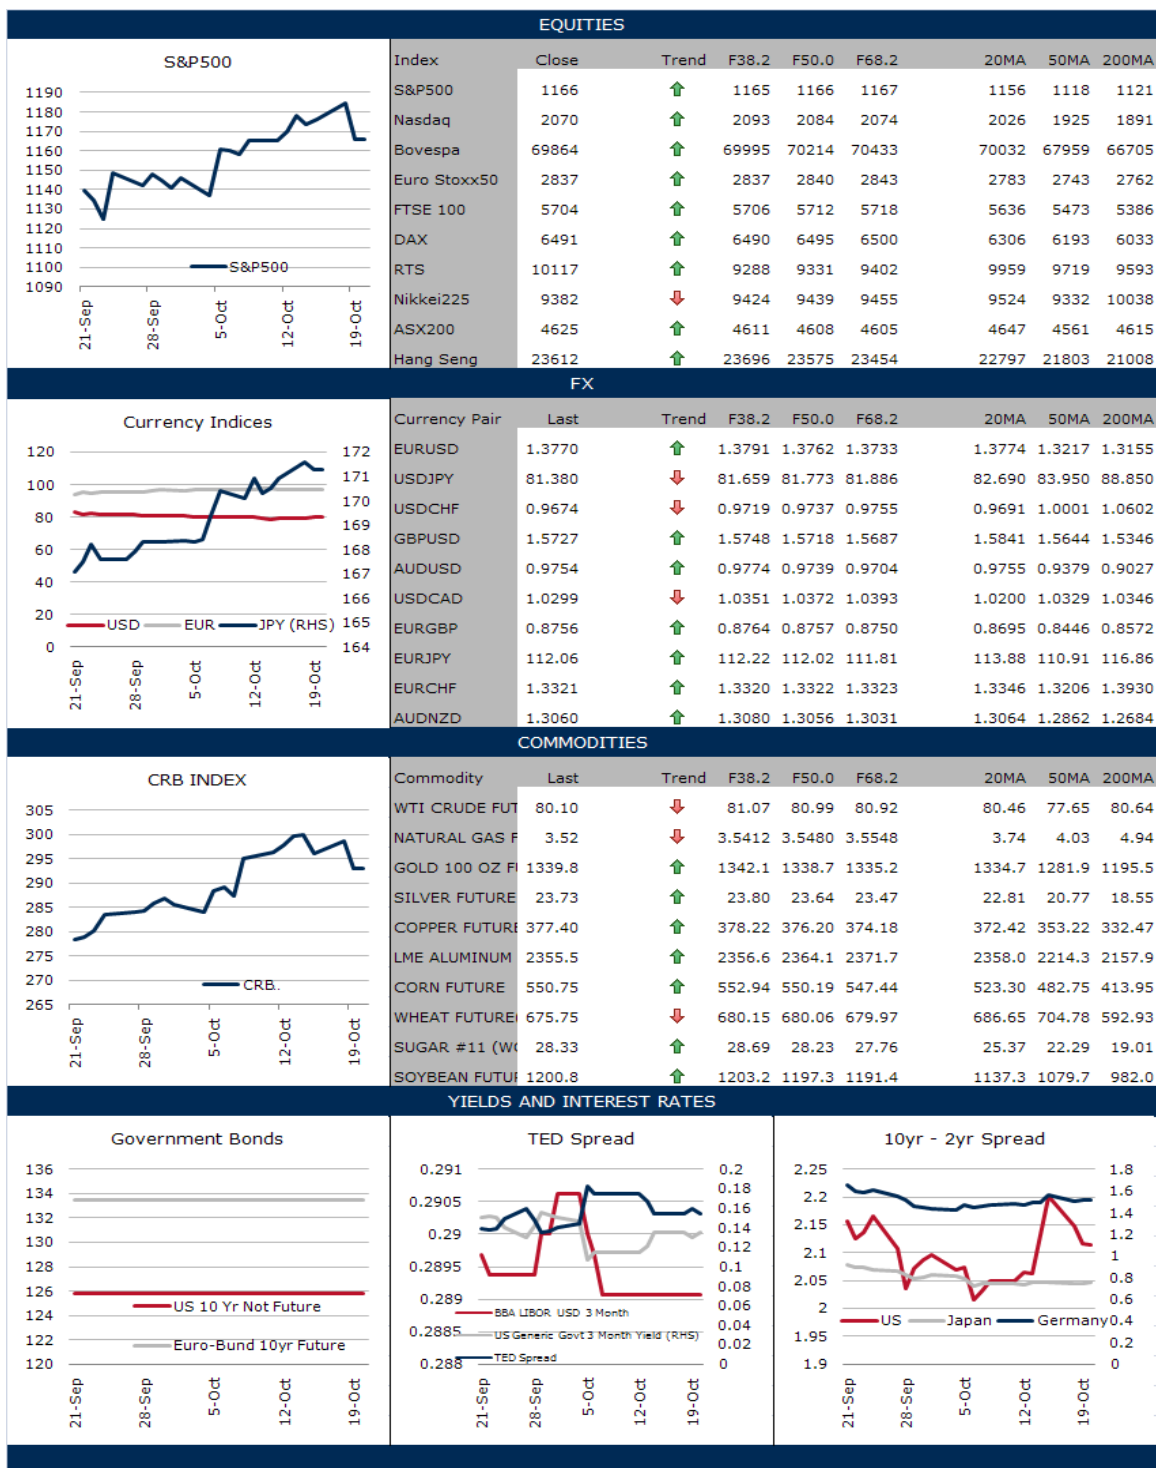 EQUITIES
S&P500
1190
1180
1170
1160
1150
1140
1130
1120
1110
1100
1090
S&P500
21-Sep
28-Sep
5-Oct
12-Oct
19-Oct
Index Close Trend F38.2 F50.0 F68.2 20MA 50MA 200MA
S&P500 1166 1165 1166 1167 1156 1118 1121
Nasdaq 2070 2093 2084 2074 2026 1925 1891
Bovespa 69864 69995 70214 70433 70032 67959 66705
Euro Stoxx50 2837 2837 2840 2843 2783 2743 2762
FTSE 100 5704 5706 5712 5718 5636 5473 5386
DAX 6491 6490 6495 6500 6306 6193 6033
RTS 10117 9288 9331 9402 9959 9719 9593
Nikkei225 9382 9424 9439 9455 9524 9332 10038
ASX200 4625 4611 4608 4605 4647 4561 4615
Hang Seng 23612 23696 23575 23454 22797 21803 21008
FX
Currency Indices
120
100
80
60
40
20
0
172
171
170
169
168
167
166
165
164
USD EUR JPY (RHS)
21-Sep
28-Sep
5-Oct
12-Oct
19-Oct
Currency Pair Last Trend F38.2 F50.0 F68.2 20MA 50MA 200MA
EURUSD 1.3770 1.3791 1.3762 1.3733 1.3774 1.3217 1.3155
USDJPY 81.380 81.659 81.773 81.886 82.690 83.950 88.850
USDCHF 0.9674 0.9719 0.9737 0.9755 0.9691 1.0001 1.0602
GBPUSD 1.5727 1.5748 1.5718 1.5687 1.5841 1.5644 1.5346
AUDUSD 0.9754 0.9774 0.9739 0.9704 0.9755 0.9379 0.9027
USDCAD 1.0299 1.0351 1.0372 1.0393 1.0200 1.0329 1.0346
EURGBP 0.8756 0.8764 0.8757 0.8750 0.8695 0.8446 0.8572
EURJPY 112.06 112.22 112.02 111.81 113.88 110.91 116.86
EURCHF 1.3321 1.3320 1.3322 1.3323 1.3346 1.3206 1.3930
AUDNZD 1.3060 1.3080 1.3056 1.3031 1.3064 1.2862 1.2684
COMMODITIES
CRB INDEX
305
300
295
290
285
280
275
270
265
CRB..
21-Sep
28-Sep
5-Oct
12-Oct
19-Oct
Commodity Last Trend F38.2 F50.0 F68.2 20MA 50MA 200MA
WTI CRUDE FUT 80.10 81.07 80.99 80.92 80.46 77.65 80.64
NATURAL GAS F 3.52 3.5412 3.5480 3.5548 3.74 4.03 4.94
GOLD 100 OZ F 1339.8 1342.1 1338.7 1335.2 1334.7 1281.9 1195.5
SILVER FUTURE 23.73 23.80 23.64 23.47 22.81 20.77 18.55
COPPER FUTURE 377.40 378.22 376.20 374.18 372.42 353.22 332.47
LME ALUMINUM 2355.5 2356.6 2364.1 2371.7 2358.0 2214.3 2157.9
CORN FUTURE 550.75 552.94 550.19 547.44 523.30 482.75 413.95
WHEAT FUTURE( 675.75 680.15 680.06 679.97 686.65 704.78 592.93
SUGAR #11 (WO 28.33 28.69 28.23 27.76 25.37 22.29 19.01
SOYBEAN FUTU 1200.8 1203.2 1197.3 1191.4 1137.3 1079.7 982.0
YIELDS AND INTEREST RATES
Government Bonds
136
134
132
130
128
126
124
122
120
US 10 Yr Not Future
Euro-Bund 10yr Future
21-Sep
28-Sep
5-Oct
12-Oct
19-Oct
TED Spread
0.291
0.2905
0.29
0.2895
0.289
0.2885
0.288
0.2
0.18
0.16
0.14
0.12
0.1
0.08
0.06
0.04
0.02
0
BBA LIBOR USD 3 Month
US Generic Govt 3 Month Yield (RHS)
TED Spread
21-Sep
28-Sep
5-Oct
12-Oct
19-Oct
10yr - 2yr Spread
2.25
2.2
2.15
2.1
2.05
2
1.95
1.9
1.8
1.6
1.4
1.2
1
0.8
0.6
0.4
0.2
0
US Japan Germany
21-Sep
28-Sep
5-Oct
12-Oct
19-Oct